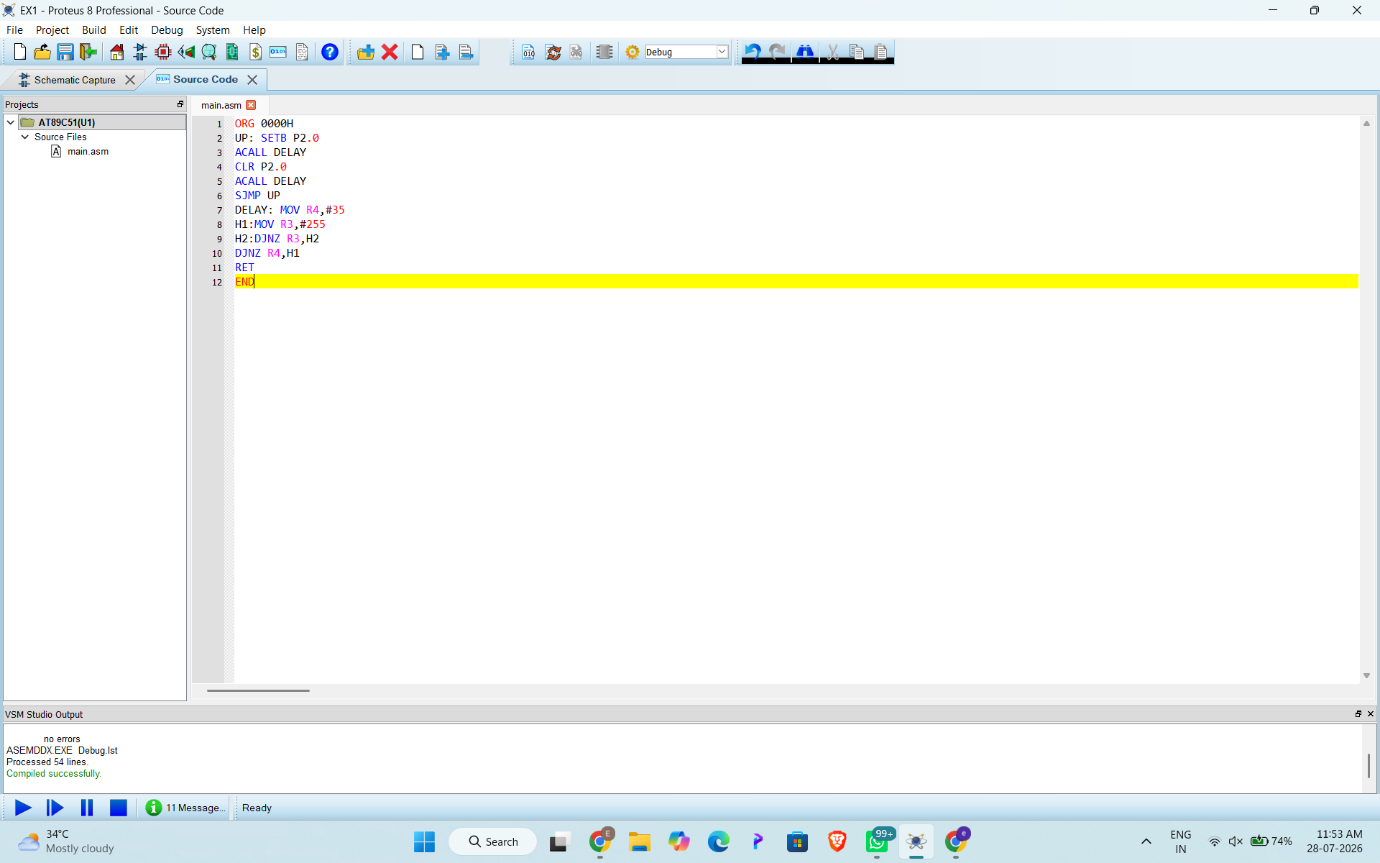 EX1 - Proteus 8 Professional - Source Code
File Project Build Edit Debug System Help
Debug
Schematic Capture Source Code
Projects
main.asm
AT89C51(U1)
Source Files
main.asm
1 ORG 0000H
2 UP: SETB P2.0
3 ACALL DELAY
4 CLR P2.0
5 ACALL DELAY
6 SJMP UP
7 DELAY: MOV R4,#35
8 H1:MOV R3,#255
9 H2:DJNZ R3,H2
10 DJNZ R4,H1
11 RET
12 END
VSM Studio Output
no errors
ASEMDDX.EXE Debug.lst
Processed 54 lines.
Compiled successfully.
11 Message... Ready
34°C
Mostly cloudy
Search
99+
ENG
IN
74%
11:53 AM
28-07-2026